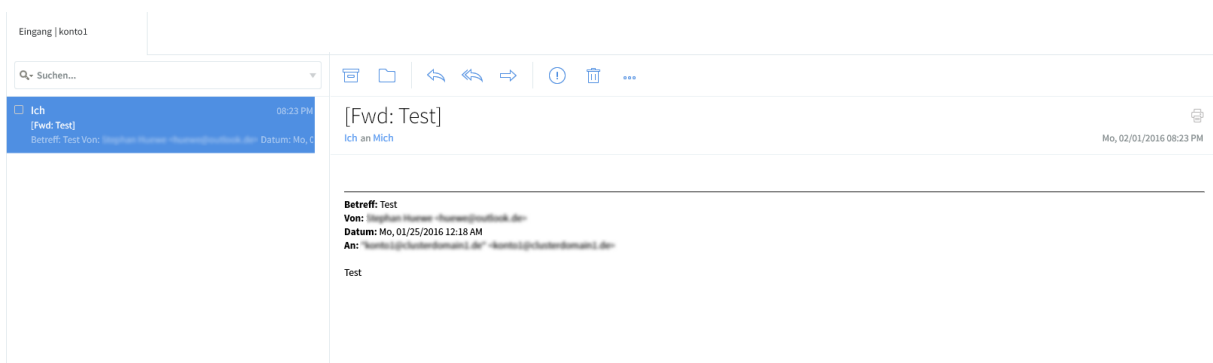 Eingang | konto1
Suchen...
Ich 08:23 PM
[Fwd: Test]
Betreff: Test Von: Datum: Mo, 0
[Fwd: Test]
Ich an Mich Mo, 02/01/2016 08:23 PM
Betreff: Test
Von:
Datum: Mo, 01/25/2016 12:18 AM
An:
Test